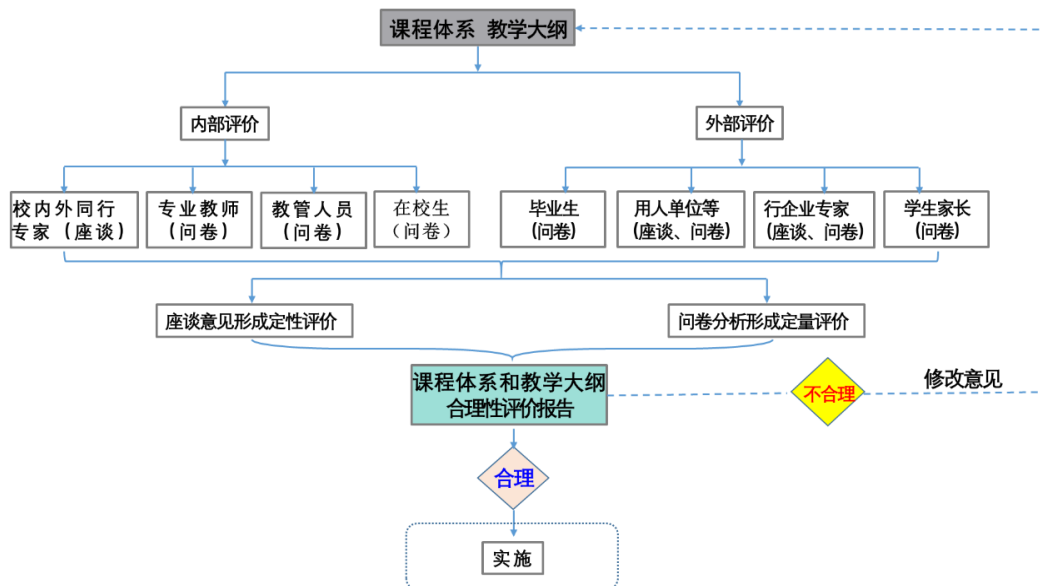 课程体系 教学大纲
内部评价
外部评价
校内外同行
专家（座谈）
专业教师
（问卷）
教管人员
（问卷）
在校生
（问卷）
毕业生
(问卷)
用人单位等
(座谈、问卷)
行企业专家
(座谈、问卷)
学生家长
(问卷)
座谈意见形成定性评价
问卷分析形成定量评价
课程体系和教学大纲
合理性评价报告
不合理
修改意见
合理
实施